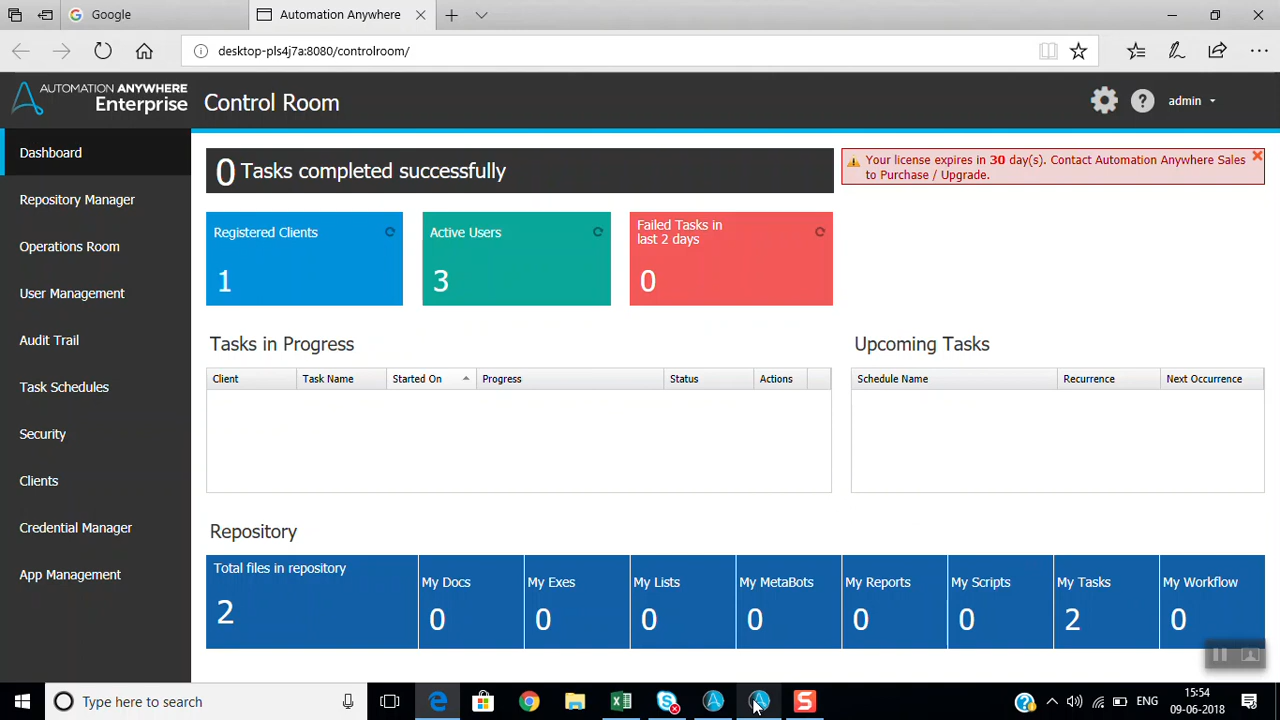 Google
Automation Anywhere
desktop-pls4j7a:8080/controlroom/
AUTOMATION ANYWHERE
Enterprise
Control Room
admin
Dashboard
Repository Manager
Operations Room
User Management
Audit Trail
Task Schedules
Security
Clients
Credential Manager
App Management
0 Tasks completed successfully
Your license expires in 30 day(s). Contact Automation Anywhere Sales
to Purchase / Upgrade.
Registered Clients
1
Active Users
3
Failed Tasks in
last 2 days
0
Tasks in Progress
Client Task Name Started On Progress Status Actions
Upcoming Tasks
Schedule Name Recurrence Next Occurrence
Repository
Total files in repository
2
My Docs
0
My Exes
0
My Lists
0
My MetaBots
0
My Reports
0
My Scripts
0
My Tasks
2
My Workflow
0
Type here to search
ENG
15:54
09-06-2018